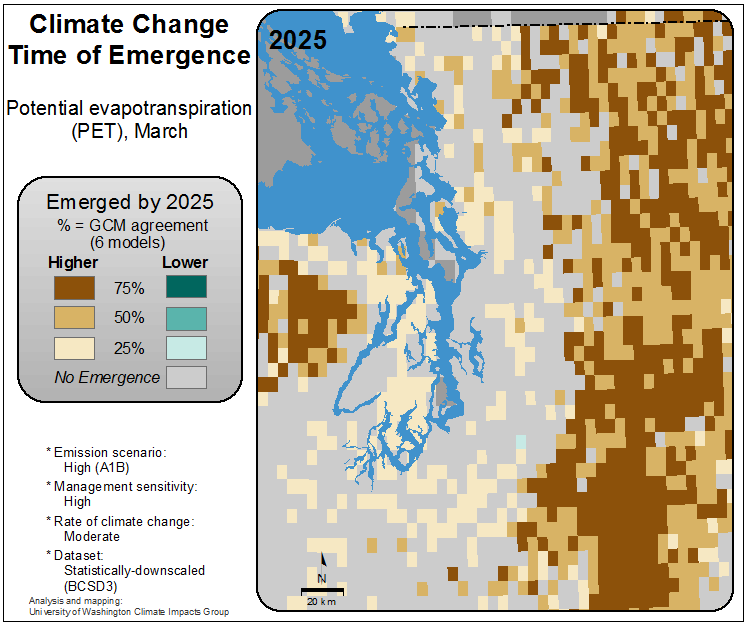 Climate Change
Time of Emergence
Potential evapotranspiration
(PET), March
Emerged by 2025
% = GCM agreement
(6 models)
Higher Lower
75%
50%
25%
No Emergence
* Emission scenario:
High (A1B)
* Management sensitivity:
High
* Rate of climate change:
Moderate
* Dataset:
Statistically-downscaled
(BCSD3)
Analysis and mapping:
University of Washington Climate Impacts Group
2025
N
20 km